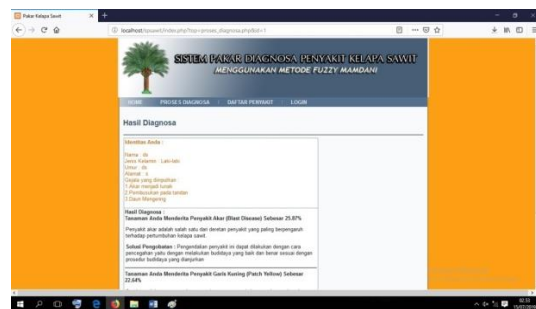 Pakar Kelapa Sawit
localhost/spsawit/index.php?top=proses_diagnosa.php&id=1
SISTEM PAKAR DIAGNOSA PENYAKIT KELAPA SAWIT
MENGGUNAKAN METODE FUZZY MAMDANI
HOME PROSES DIAGNOSA DAFTAR PENYAKIT LOGIN
Hasil Diagnosa
Identitas Anda :
Nama : ds
Jenis Kelamin : Laki-laki
Umur : ds
Alamat : s
Gejala yang diinputkan :
1.Akar menjadi lunak
2.Pembusukan pada tandan
3.Daun Mengering
Hasil Diagnosa :
Tanaman Anda Menderita Penyakit Akar (Blast Disease) Sebesar 25.87%
Penyakit akar adalah salah satu dari deretan penyakit yang paling berpengaruh
terhadap pertumbuhan kelapa sawit.
Solusi Pengobatan : Pengendalian penyakit ini dapat dilakukan dengan cara
pencegahan yaitu dengan melakukan budidaya yang baik dan benar sesuai dengan
prosedur budidaya yang dianjurkan
Tanaman Anda Menderita Penyakit Garis Kuning (Patch Yellow) Sebesar
22.64%